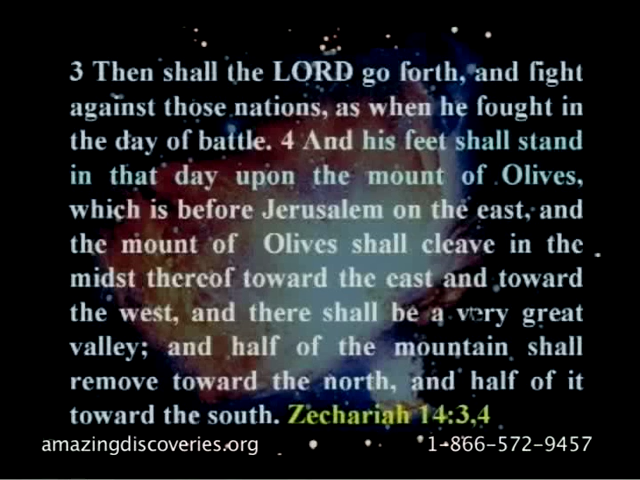 3 Then shall the LORD go forth, and fight
against those nations, as when he fought in
the day of battle. 4 And his feet shall stand
in that day upon the mount of Olives,
which is before Jerusalem on the east, and
the mount of Olives shall cleave in the
midst thereof toward the east and toward
the west, and there shall be a very great
valley; and half of the mountain shall
remove toward the north, and half of it
toward the south. Zechariah 14:3,4
amazingdiscoveries.org 1-866-572-9457